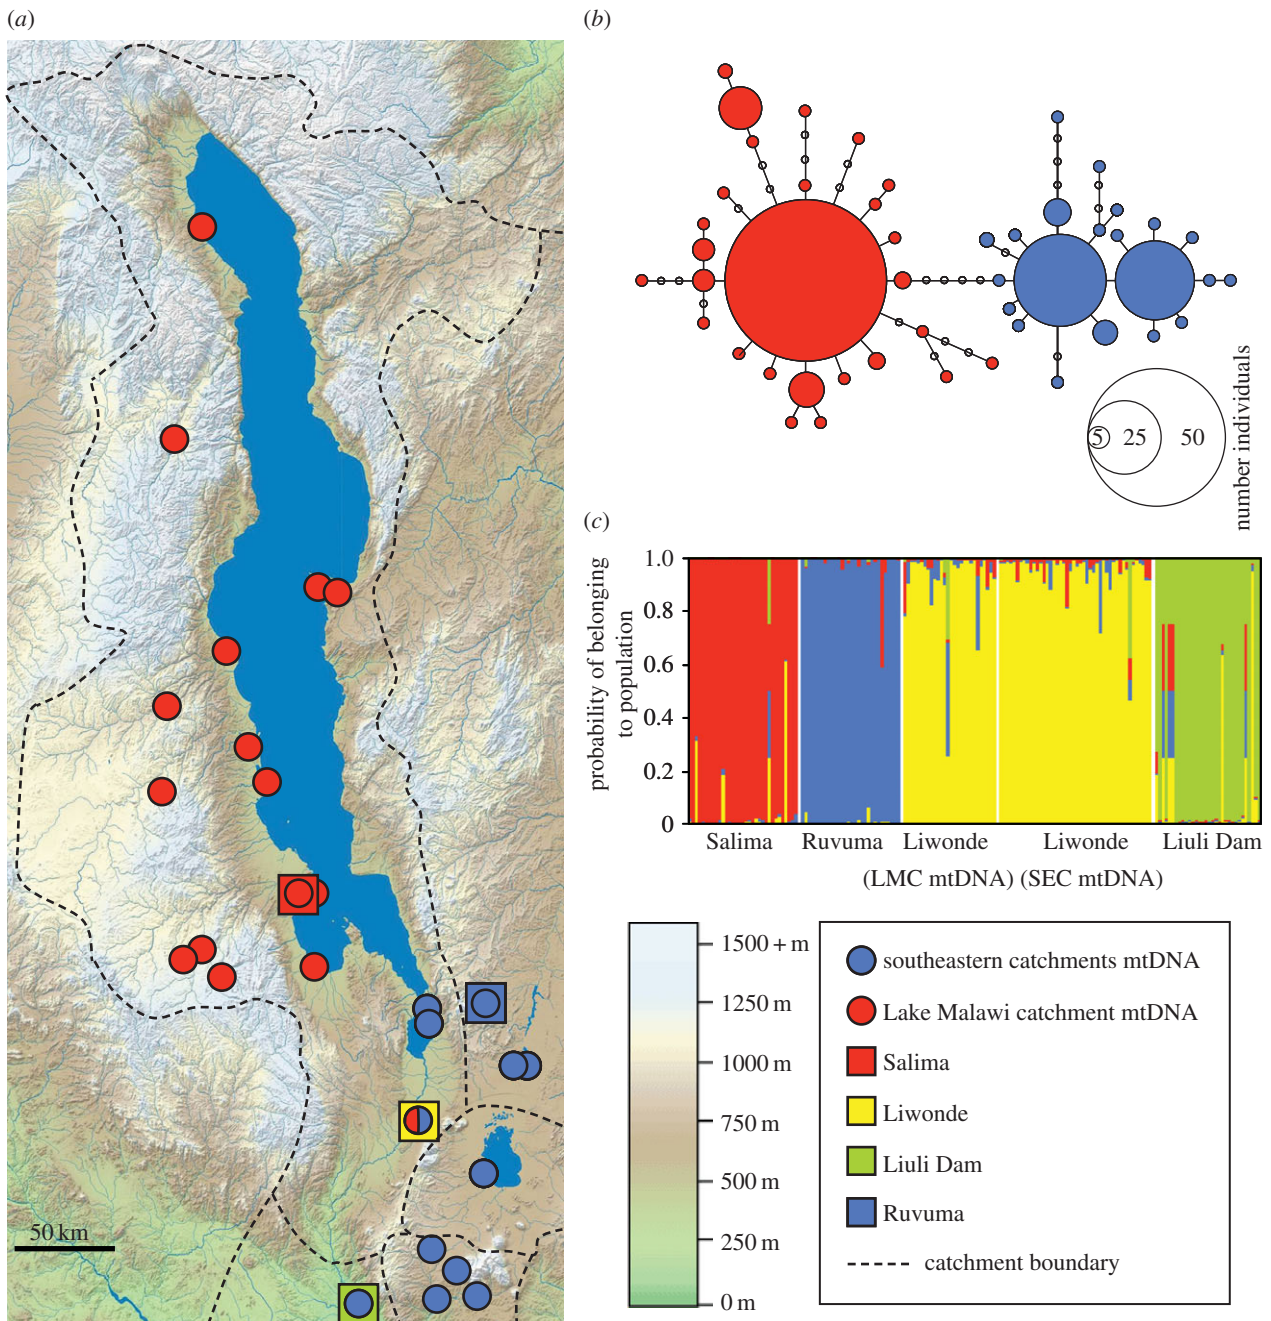 (a)
50 km
(b)
5 25 50
number individuals
(c)
probability of belonging
to population
1.0
0.8
0.6
0.4
0.2
0
Salima Ruvuma Liwonde Liwonde Liuli Dam
(LMC mtDNA) (SEC mtDNA)
1500 + m
1250 m
1000 m
750 m
500 m
250 m
0 m
southeastern catchments mtDNA
Lake Malawi catchment mtDNA
Salima
Liwonde
Liuli Dam
Ruvuma
catchment boundary